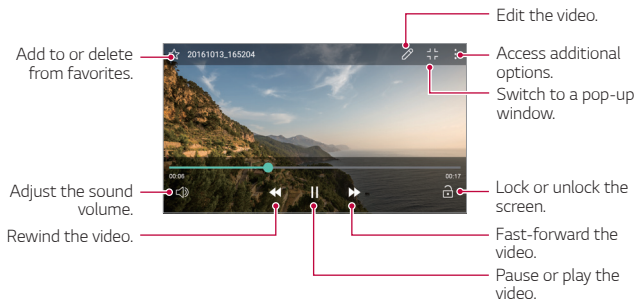 Edit the video.
Add to or delete
from favorites.
20161013_165204
Access additional
options.
Switch to a pop-up
window.
00:06
00:17
Adjust the sound
volume.
Lock or unlock the
screen.
Rewind the video.
Fast-forward the
video.
Pause or play the
video.